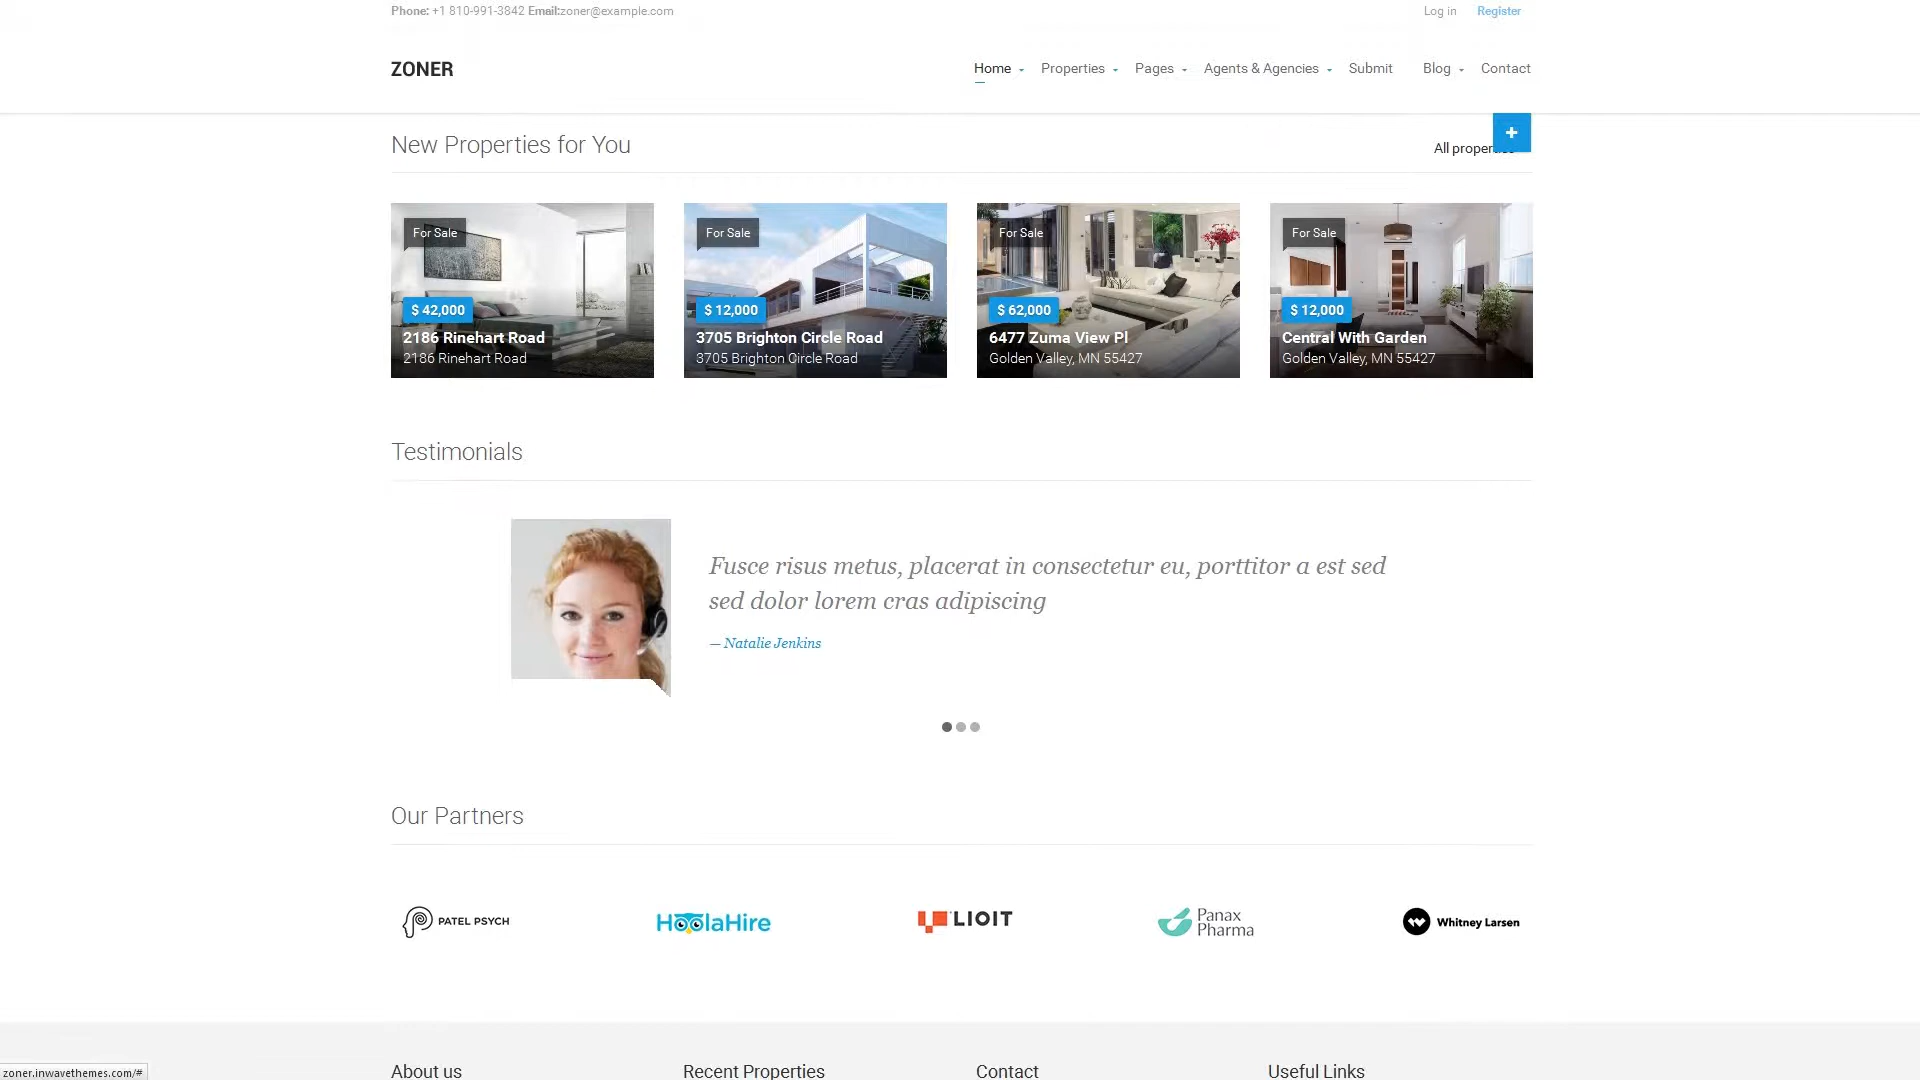 Phone: +1 810-991-3842 Email:zoner@example.com
Log in
Register
ZONER
Home
Properties
Pages
Agents & Agencies
Submit
Blog
Contact
New Properties for You
All properties
For Sale
$ 42,000
2186 Rinehart Road
2186 Rinehart Road
For Sale
$ 12,000
3705 Brighton Circle Road
3705 Brighton Circle Road
For Sale
$ 62,000
6477 Zuma View Pl
Golden Valley, MN 55427
For Sale
$ 12,000
Central With Garden
Golden Valley, MN 55427
Testimonials
Fusce risus metus, placerat in consectetur eu, porttitor a est sed
sed dolor lorem cras adipiscing
— Natalie Jenkins
Our Partners
PATEL PSYCH
HoolaHire
LIOIT
Panax
Pharma
Whitney Larsen
About us
Recent Properties
Contact
Useful Links
zoner.inwavethemes.com/#